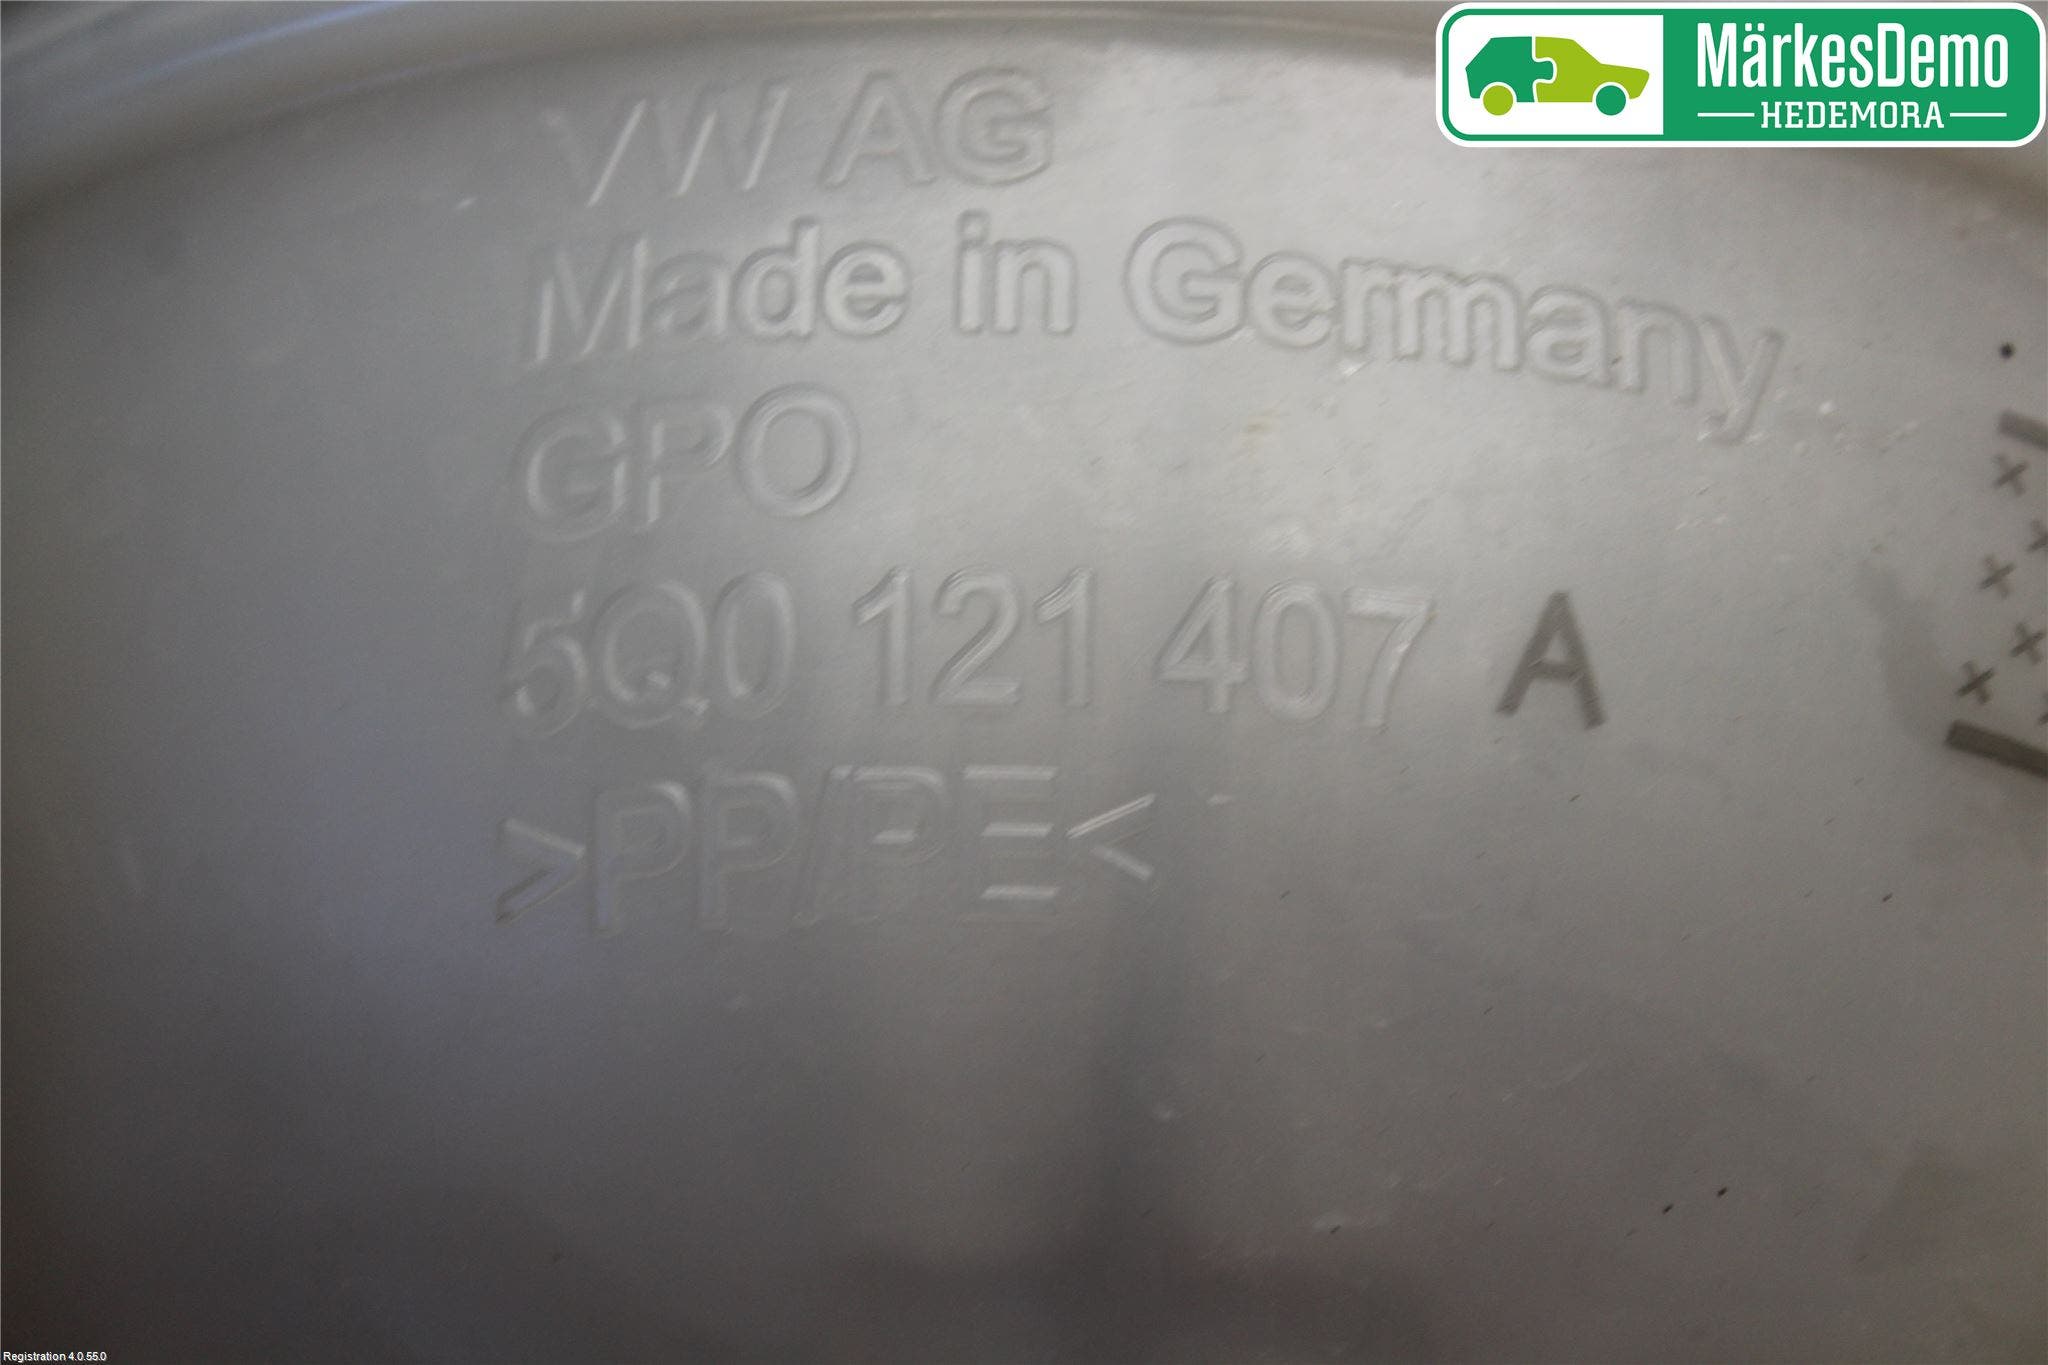 MärkesDemo
HEDEMORA
VW AG
Made in Germany
GPO
5Q0 121 407 A
>PP/PE<
Registration 4.0.55.0